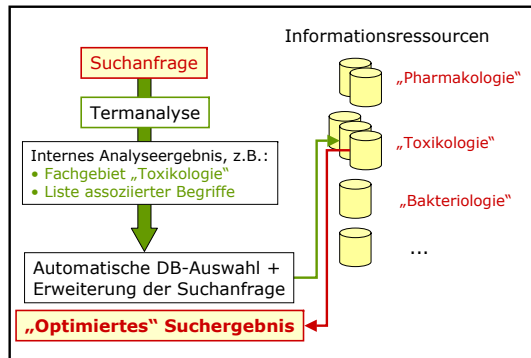 Suchanfrage
Termanalyse
Internes Analyseergebnis, z.B.:
• Fachgebiet „Toxikologie“
• Liste assoziierter Begriffe
Automatische DB-Auswahl +
Erweiterung der Suchanfrage
„Optimiertes“ Suchergebnis
Informationsressourcen
„Pharmakologie“
„Toxikologie“
„Bakteriologie“
...